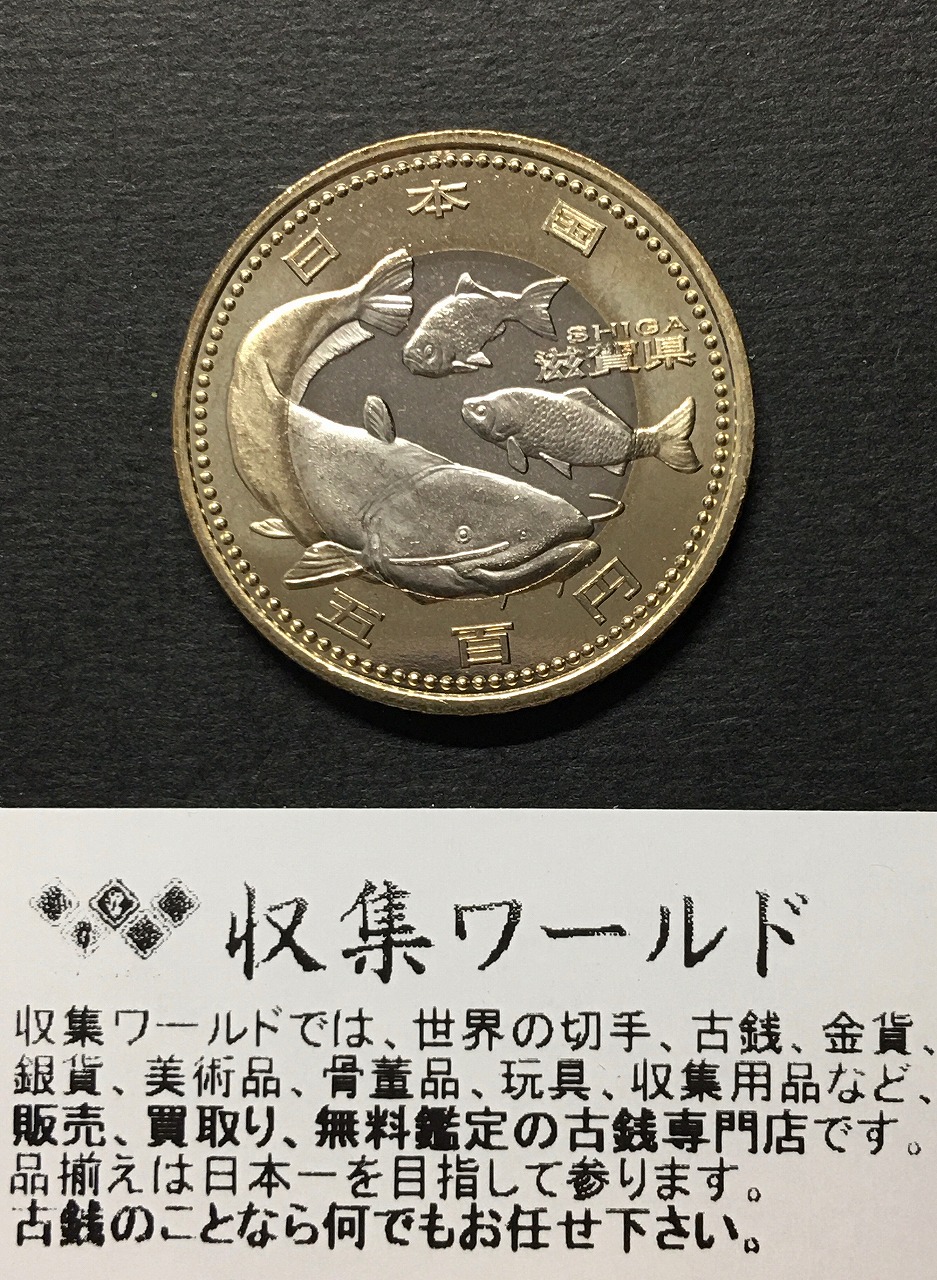 日本国
SHIGA
滋賀県
五百円
収集ワールド
収集ワールドでは、世界の切手、古銭、金貨、
銀貨、美術品、骨董品、玩具、収集用品など、
販売、買取り、無料鑑定の古銭専門店です。
品揃えは日本一を目指して参ります。
古銭のことなら何でもお任せ下さい。